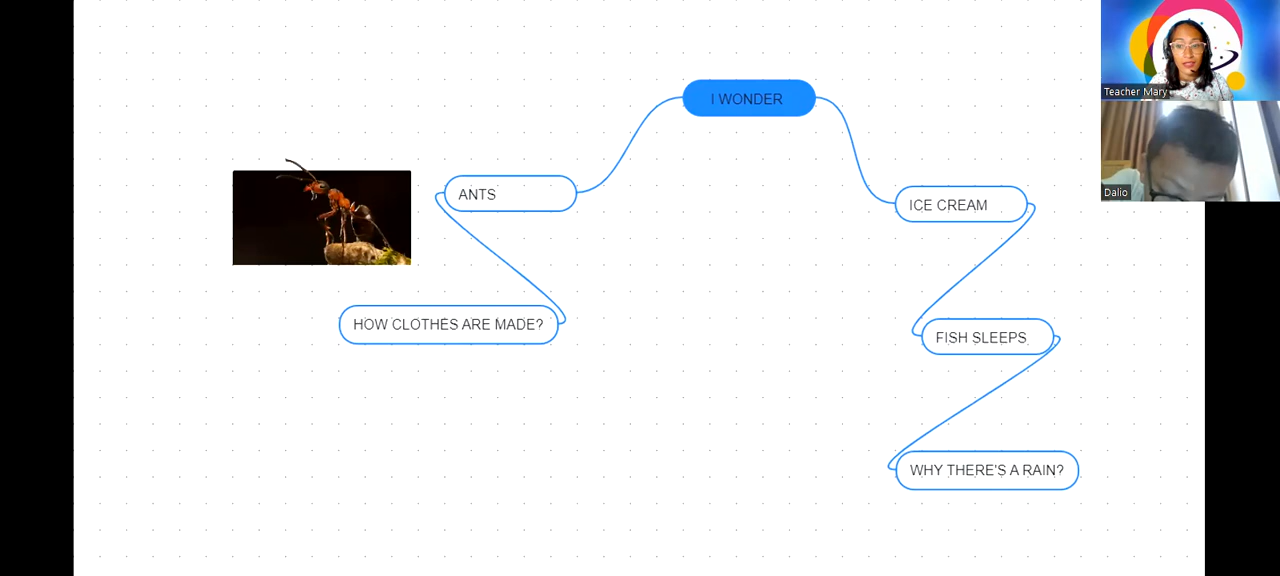 I WONDER
Teacher Mary
ANTS
Dalio
ICE CREAM
HOW CLOTHES ARE MADE?
FISH SLEEPS
WHY THERE'S A RAIN?